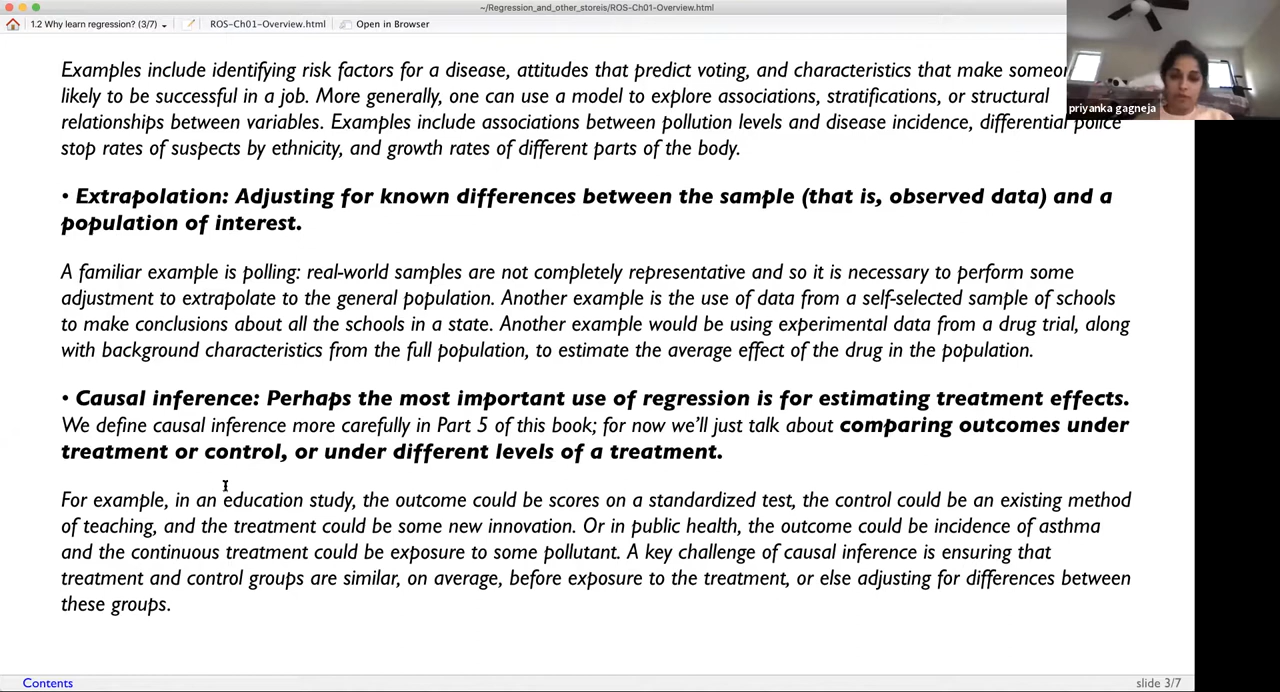 ~/Regression_and_other_storeis/ROS-Ch01-Overview.html
1.2 Why learn regression? (3/7)
ROS-Ch01-Overview.html
Open in Browser
Examples include identifying risk factors for a disease, attitudes that predict voting, and characteristics that make
likely to be successful in a job. More generally, one can use a model to explore associations, stratifications, or structural
priyanka gagneja
relationships between variables. Examples include associations between pollution levels and disease incidence, differential police
stop rates of suspects by ethnicity, and growth rates of different parts of the body.
• Extrapolation: Adjusting for known differences between the sample (that is, observed data) and a
population of interest.
A familiar example is polling: real-world samples are not completely representative and so it is necessary to perform some
adjustment to extrapolate to the general population. Another example is the use of data from a self-selected sample of schools
to make conclusions about all the schools in a state. Another example would be using experimental data from a drug trial, along
with background characteristics from the full population, to estimate the average effect of the drug in the population.
• Causal inference: Perhaps the most important use of regression is for estimating treatment effects.
We define causal inference more carefully in Part 5 of this book; for now we’ll just talk about comparing outcomes under
treatment or control, or under different levels of a treatment.
For example, in an education study, the outcome could be scores on a standardized test, the control could be an existing method
of teaching, and the treatment could be some new innovation. Or in public health, the outcome could be incidence of asthma
and the continuous treatment could be exposure to some pollutant. A key challenge of causal inference is ensuring that
treatment and control groups are similar, on average, before exposure to the treatment, or else adjusting for differences between
these groups.
Contents
slide 3/7